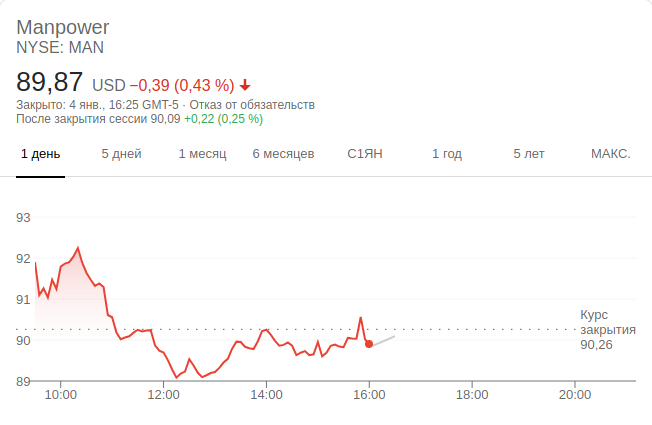 Manpower
NYSE: MAN
89,87 USD −0,39 (0,43 %)
Закрыто: 4 янв., 16:25 GMT-5 · Отказ от обязательств
После закрытия сессии 90,09 +0,22 (0,25 %)
1 день 5 дней 1 месяц 6 месяцев С1ЯН 1 год 5 лет МАКС.
93
92
91
Курс
закрытия
90,26
90
89
10:00 12:00 14:00 16:00 18:00 20:00